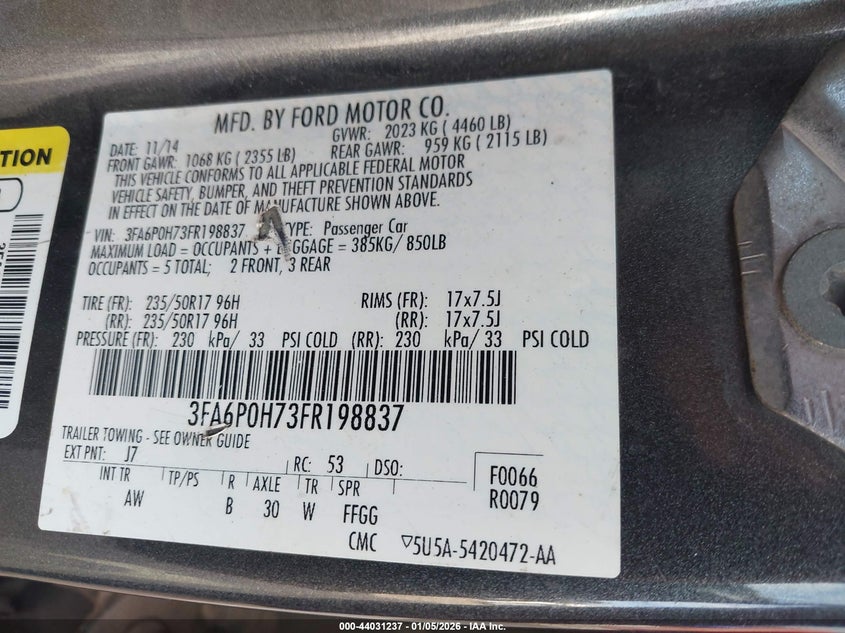 TION
MFD. BY FORD MOTOR CO.
DATE: 11/14 GVWR: 2023 KG ( 4460 LB)
FRONT GAWR: 1068 KG ( 2355 LB) REAR GAWR: 959 KG ( 2115 LB)
THIS VEHICLE CONFORMS TO ALL APPLICABLE FEDERAL MOTOR
VEHICLE SAFETY, BUMPER, AND THEFT PREVENTION STANDARDS
IN EFFECT ON THE DATE OF MANUFACTURE SHOWN ABOVE.
VIN: 3FA6P0H73FR198837 TYPE: Passenger Car
MAXIMUM LOAD = OCCUPANTS + LUGGAGE = 385KG/ 850LB
OCCUPANTS = 5 TOTAL; 2 FRONT, 3 REAR
TIRE (FR): 235/50R17 96H RIMS (FR): 17x7.5J
(RR): 235/50R17 96H (RR): 17x7.5J
PRESSURE (FR): 230 kPa/ 33 PSI COLD (RR): 230 kPa/ 33 PSI COLD
3FA6P0H73FR198837
TRAILER TOWING - SEE OWNER GUIDE
EXT PNT: J7 RC: 53 DSO: F0066
INT TR TP/PS R AXLE TR SPR R0079
AW B 30 W FFGG
CMC 5U5A-5420472-AA
000-44031237 - 01/05/2026 - IAA Inc.